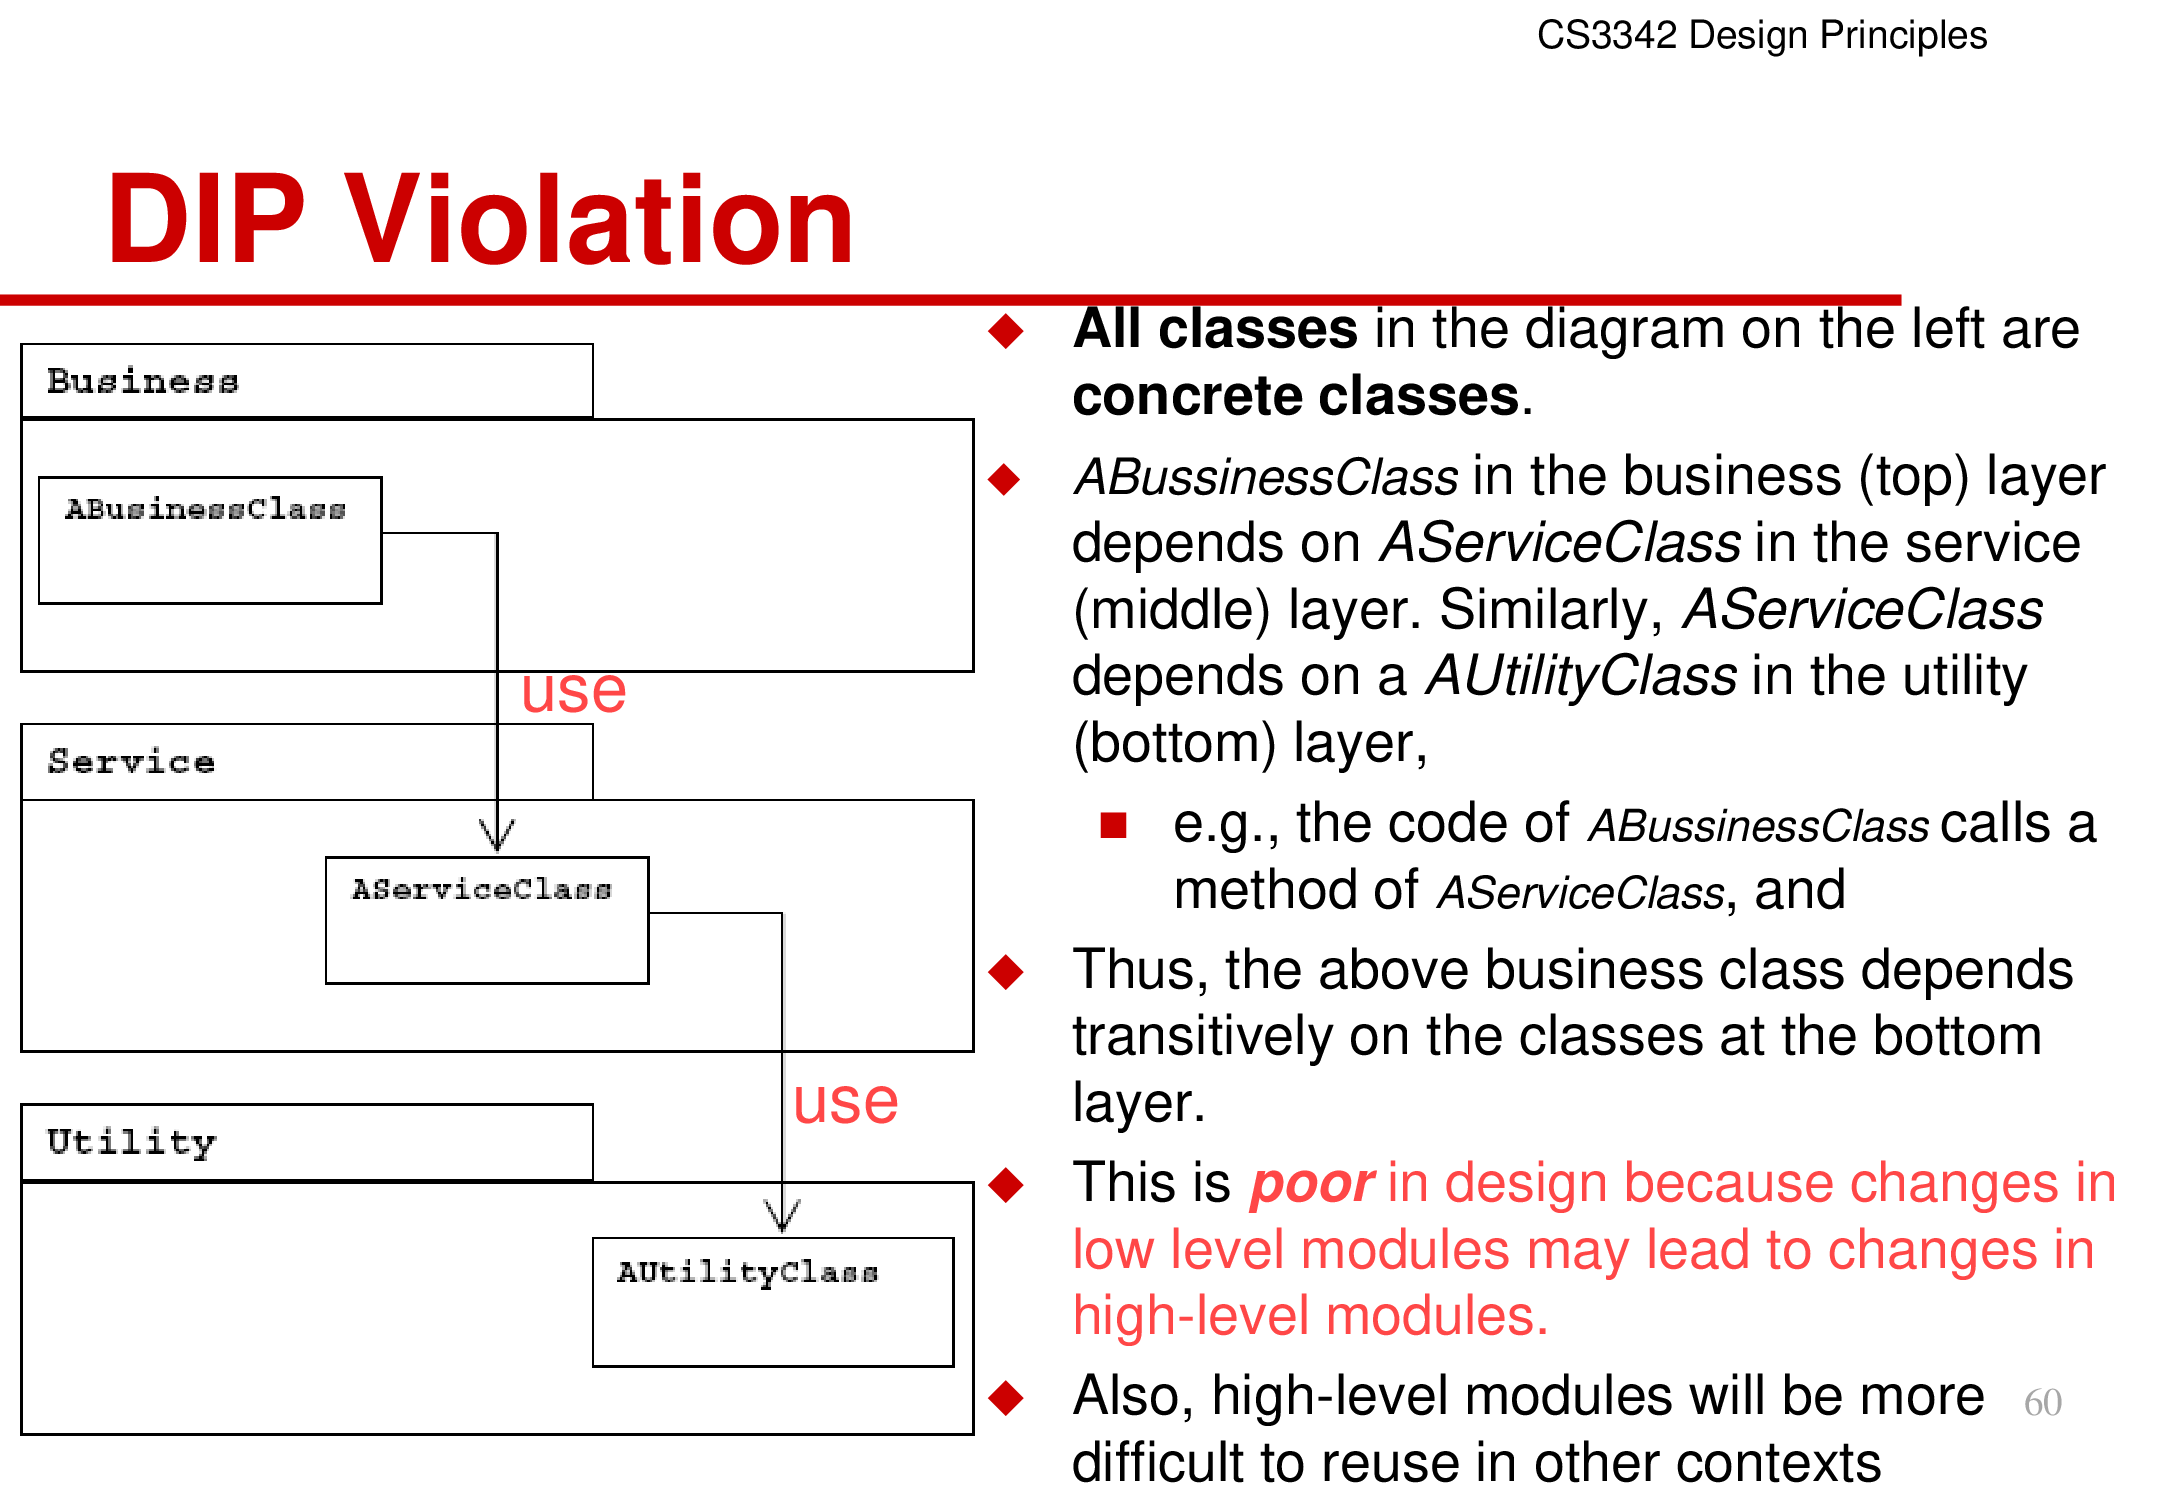 CS3342 Design Principles
DIP Violation
Business
ABusinessClass
use
Service
AServiceClass
use
Utility
AUtilityClass
All classes in the diagram on the left are
concrete classes.
ABussinessClass in the business (top) layer
depends on AServiceClass in the service
(middle) layer. Similarly, AServiceClass
depends on a AUtilityClass in the utility
(bottom) layer,
e.g., the code of ABussinessClass calls a
method of AServiceClass, and
Thus, the above business class depends
transitively on the classes at the bottom
layer.
This is poor in design because changes in
low level modules may lead to changes in
high-level modules.
Also, high-level modules will be more
difficult to reuse in other contexts
60